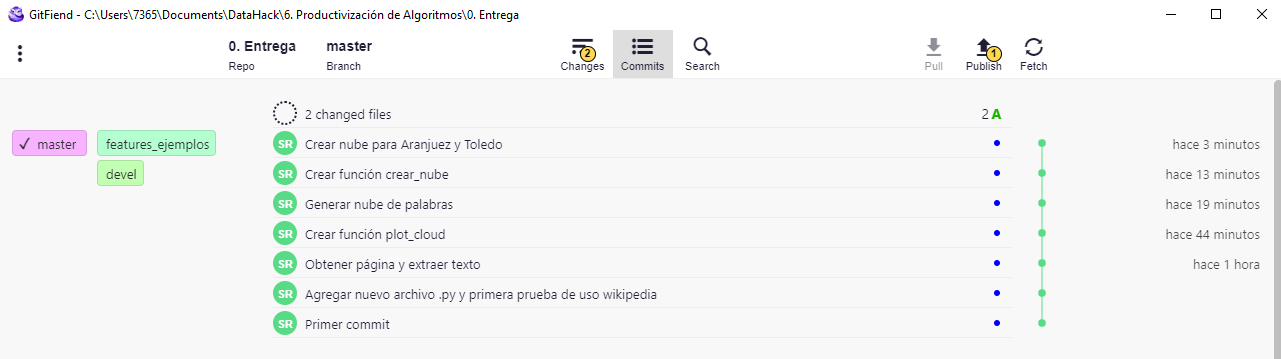 GitFiend - C:\Users\7365\Documents\DataHack\6. Productivización de Algoritmos\0. Entrega
0. Entrega
Repo
master
Branch
2
Changes
Commits
Search
Pull
1
Publish
Fetch
2 changed files 2 A
✓ master features_ejemplos SR Crear nube para Aranjuez y Toledo hace 3 minutos
devel SR Crear función crear_nube hace 13 minutos
SR Generar nube de palabras hace 19 minutos
SR Crear función plot_cloud hace 44 minutos
SR Obtener página y extraer texto hace 1 hora
SR Agregar nuevo archivo .py y primera prueba de uso wikipedia
SR Primer commit